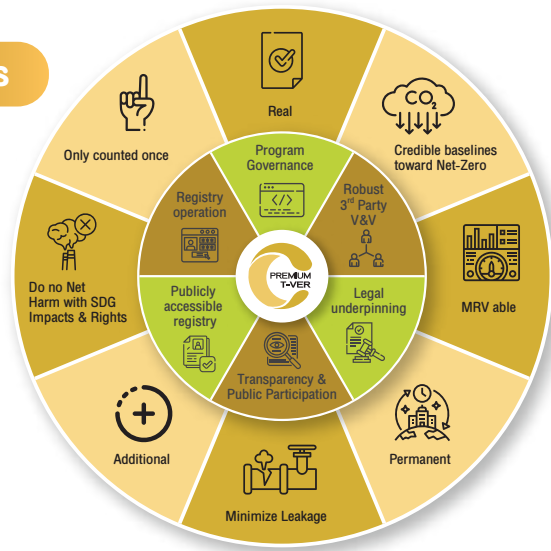 s
Real
Only counted once
CO2
Credible baselines
toward Net-Zero
Program
Governance
Registry
operation
Robust
3rd Party
V&V
PREMIUM
T-VER
Do no Net
Harm with SDG
Impacts & Rights
Publicly
accessible
registry
Legal
underpinning
MRV able
Transparency &
Public Participation
Additional
Permanent
Minimize Leakage